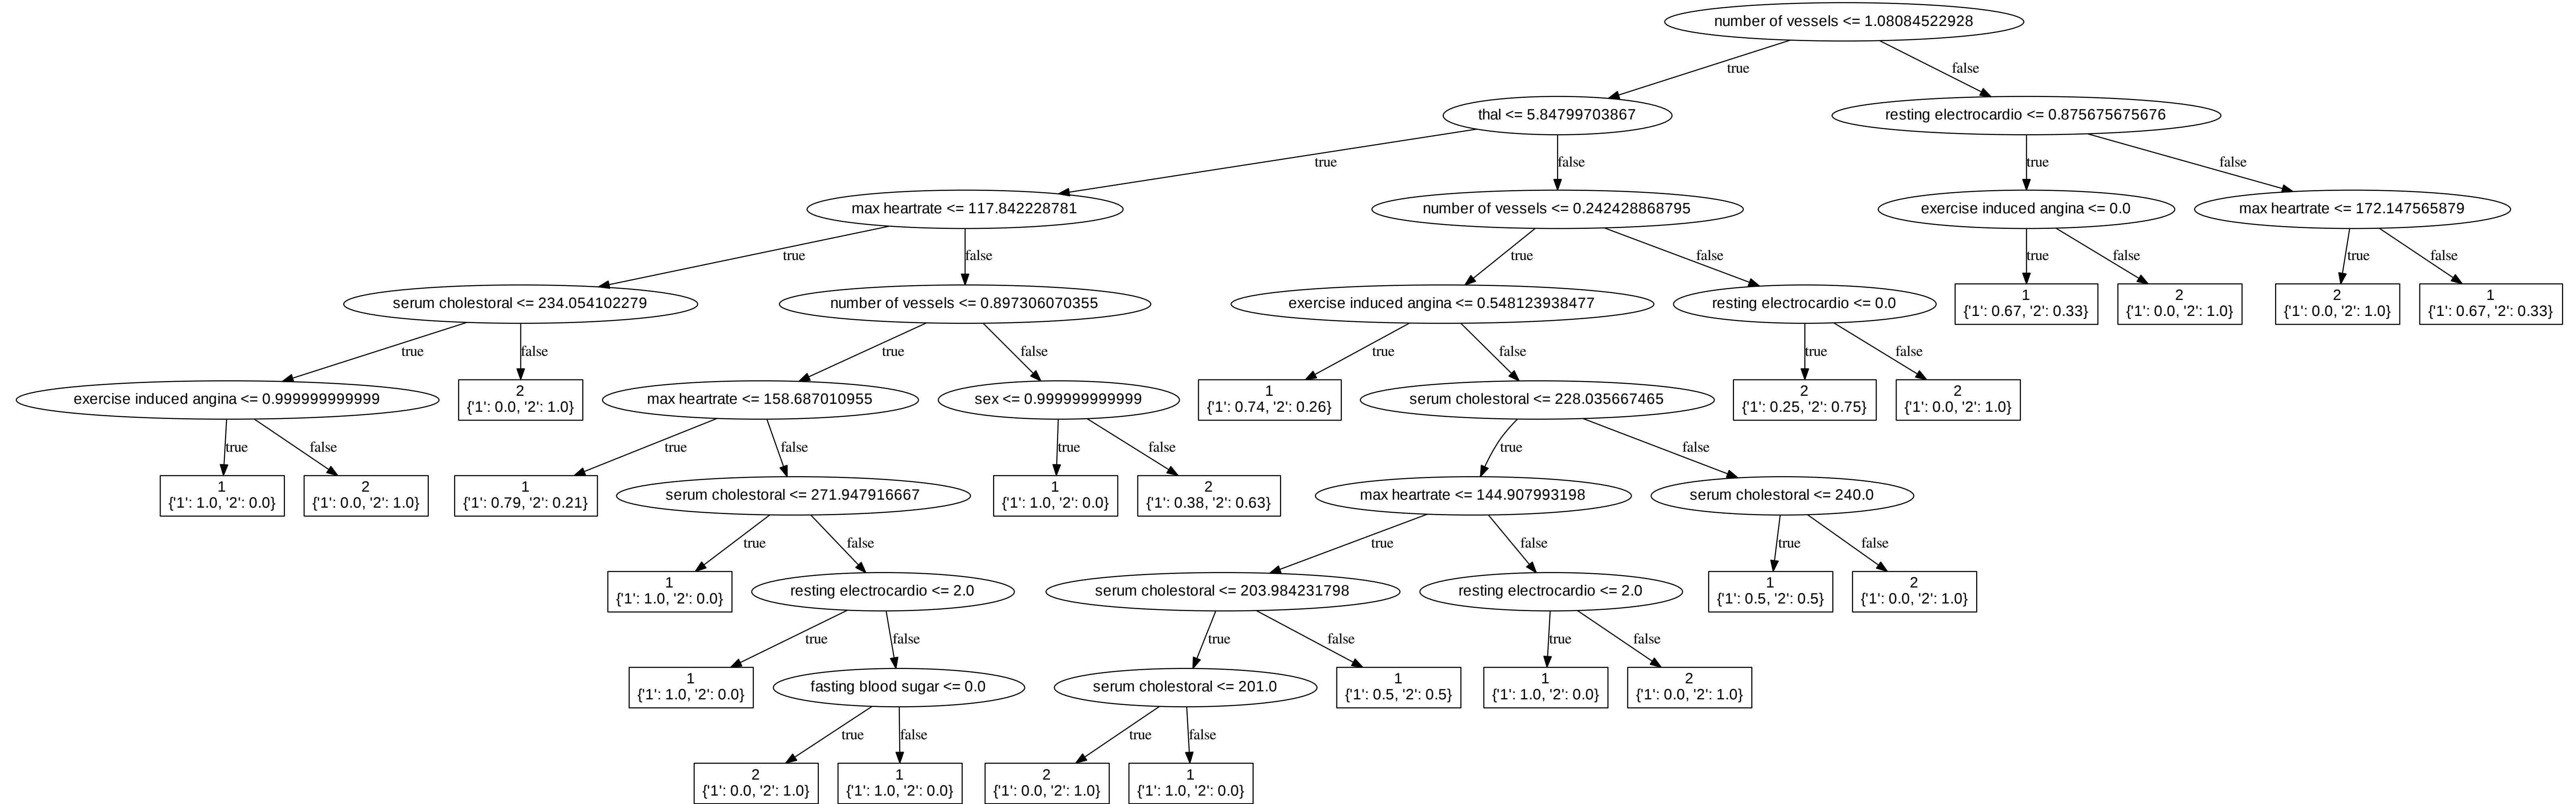 number of vessels <= 1.08084522928
true
false
thal <= 5.84799703867
resting electrocardio <= 0.875675675676
true
false
true
false
max heartrate <= 117.842228781
number of vessels <= 0.242428868795
exercise induced angina <= 0.0
max heartrate <= 172.147565879
true
false
true
false
true
false
true
false
serum cholestoral <= 234.054102279
number of vessels <= 0.897306070355
exercise induced angina <= 0.548123938477
resting electrocardio <= 0.0
1
{'1': 0.67, '2': 0.33}
2
{'1': 0.0, '2': 1.0}
2
{'1': 0.0, '2': 1.0}
1
{'1': 0.67, '2': 0.33}
true
false
true
false
true
false
true
false
exercise induced angina <= 0.999999999999
2
{'1': 0.0, '2': 1.0}
max heartrate <= 158.687010955
sex <= 0.999999999999
1
{'1': 0.74, '2': 0.26}
serum cholestoral <= 228.035667465
2
{'1': 0.25, '2': 0.75}
2
{'1': 0.0, '2': 1.0}
true
false
true
false
true
false
true
false
1
{'1': 1.0, '2': 0.0}
2
{'1': 0.0, '2': 1.0}
1
{'1': 0.79, '2': 0.21}
serum cholestoral <= 271.947916667
1
{'1': 1.0, '2': 0.0}
2
{'1': 0.38, '2': 0.63}
max heartrate <= 144.907993198
serum cholestoral <= 240.0
true
false
true
false
true
false
1
{'1': 1.0, '2': 0.0}
resting electrocardio <= 2.0
serum cholestoral <= 203.984231798
resting electrocardio <= 2.0
1
{'1': 0.5, '2': 0.5}
2
{'1': 0.0, '2': 1.0}
true
false
true
false
true
false
1
{'1': 1.0, '2': 0.0}
fasting blood sugar <= 0.0
serum cholestoral <= 201.0
1
{'1': 0.5, '2': 0.5}
1
{'1': 1.0, '2': 0.0}
2
{'1': 0.0, '2': 1.0}
true
false
true
false
2
{'1': 0.0, '2': 1.0}
1
{'1': 1.0, '2': 0.0}
2
{'1': 0.0, '2': 1.0}
1
{'1': 1.0, '2': 0.0}